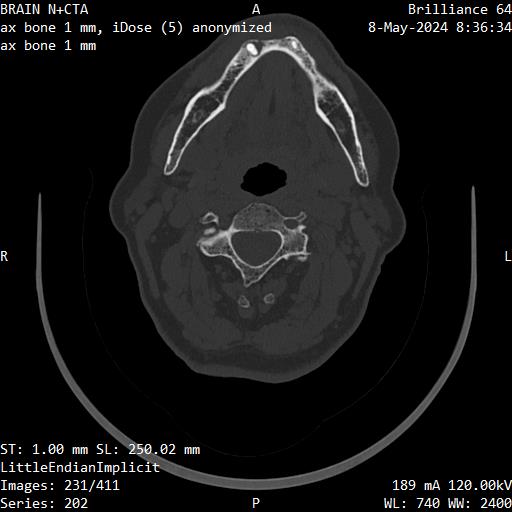 BRAIN N+CTA
ax bone 1 mm, iDose (5) anonymized
ax bone 1 mm
A
Brilliance 64
8-May-2024 8:36:34
R
L
ST: 1.00 mm SL: 250.02 mm
LittleEndianImplicit
Images: 231/411
Series: 202
P
189 mA 120.00kV
WL: 740 WW: 2400